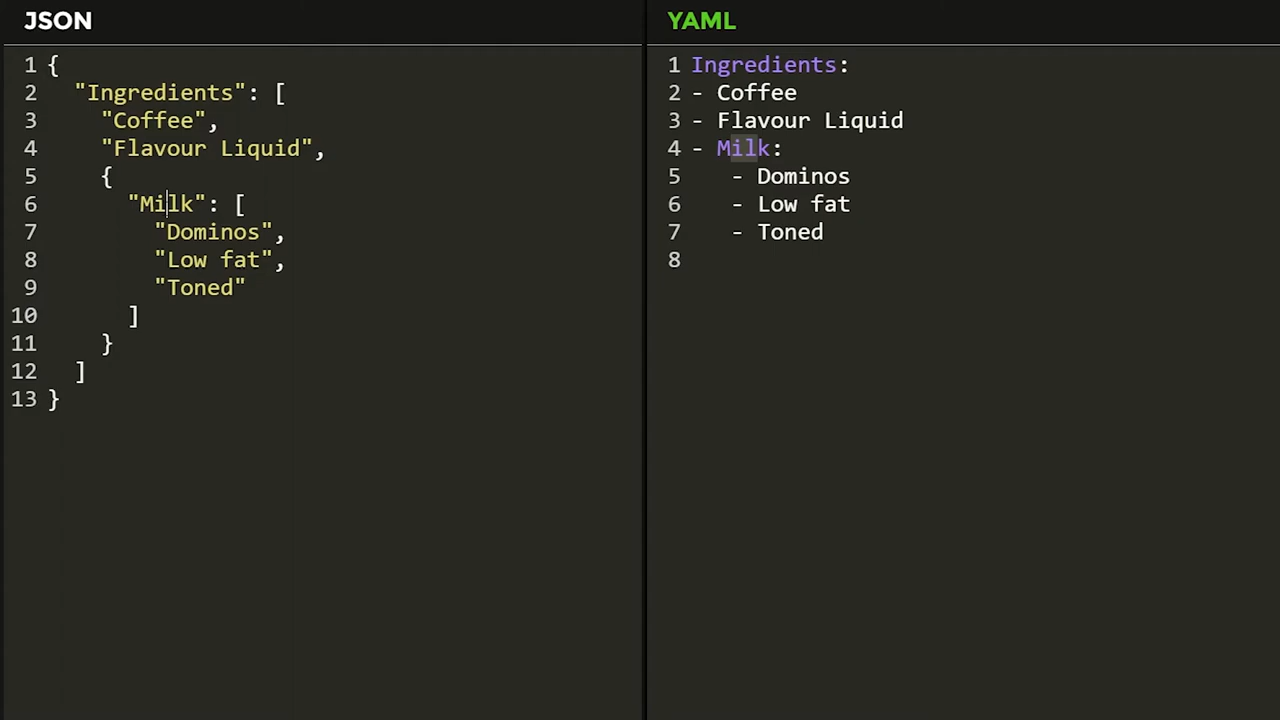 JSON
1 {
2   "Ingredients": [
3     "Coffee",
4     "Flavour Liquid",
5     {
6       "Milk": [
7         "Dominos",
8         "Low fat",
9         "Toned"
10       ]
11     }
12   ]
13 }
YAML
1 Ingredients:
2 - Coffee
3 - Flavour Liquid
4 - Milk:
5    - Dominos
6    - Low fat
7    - Toned
8